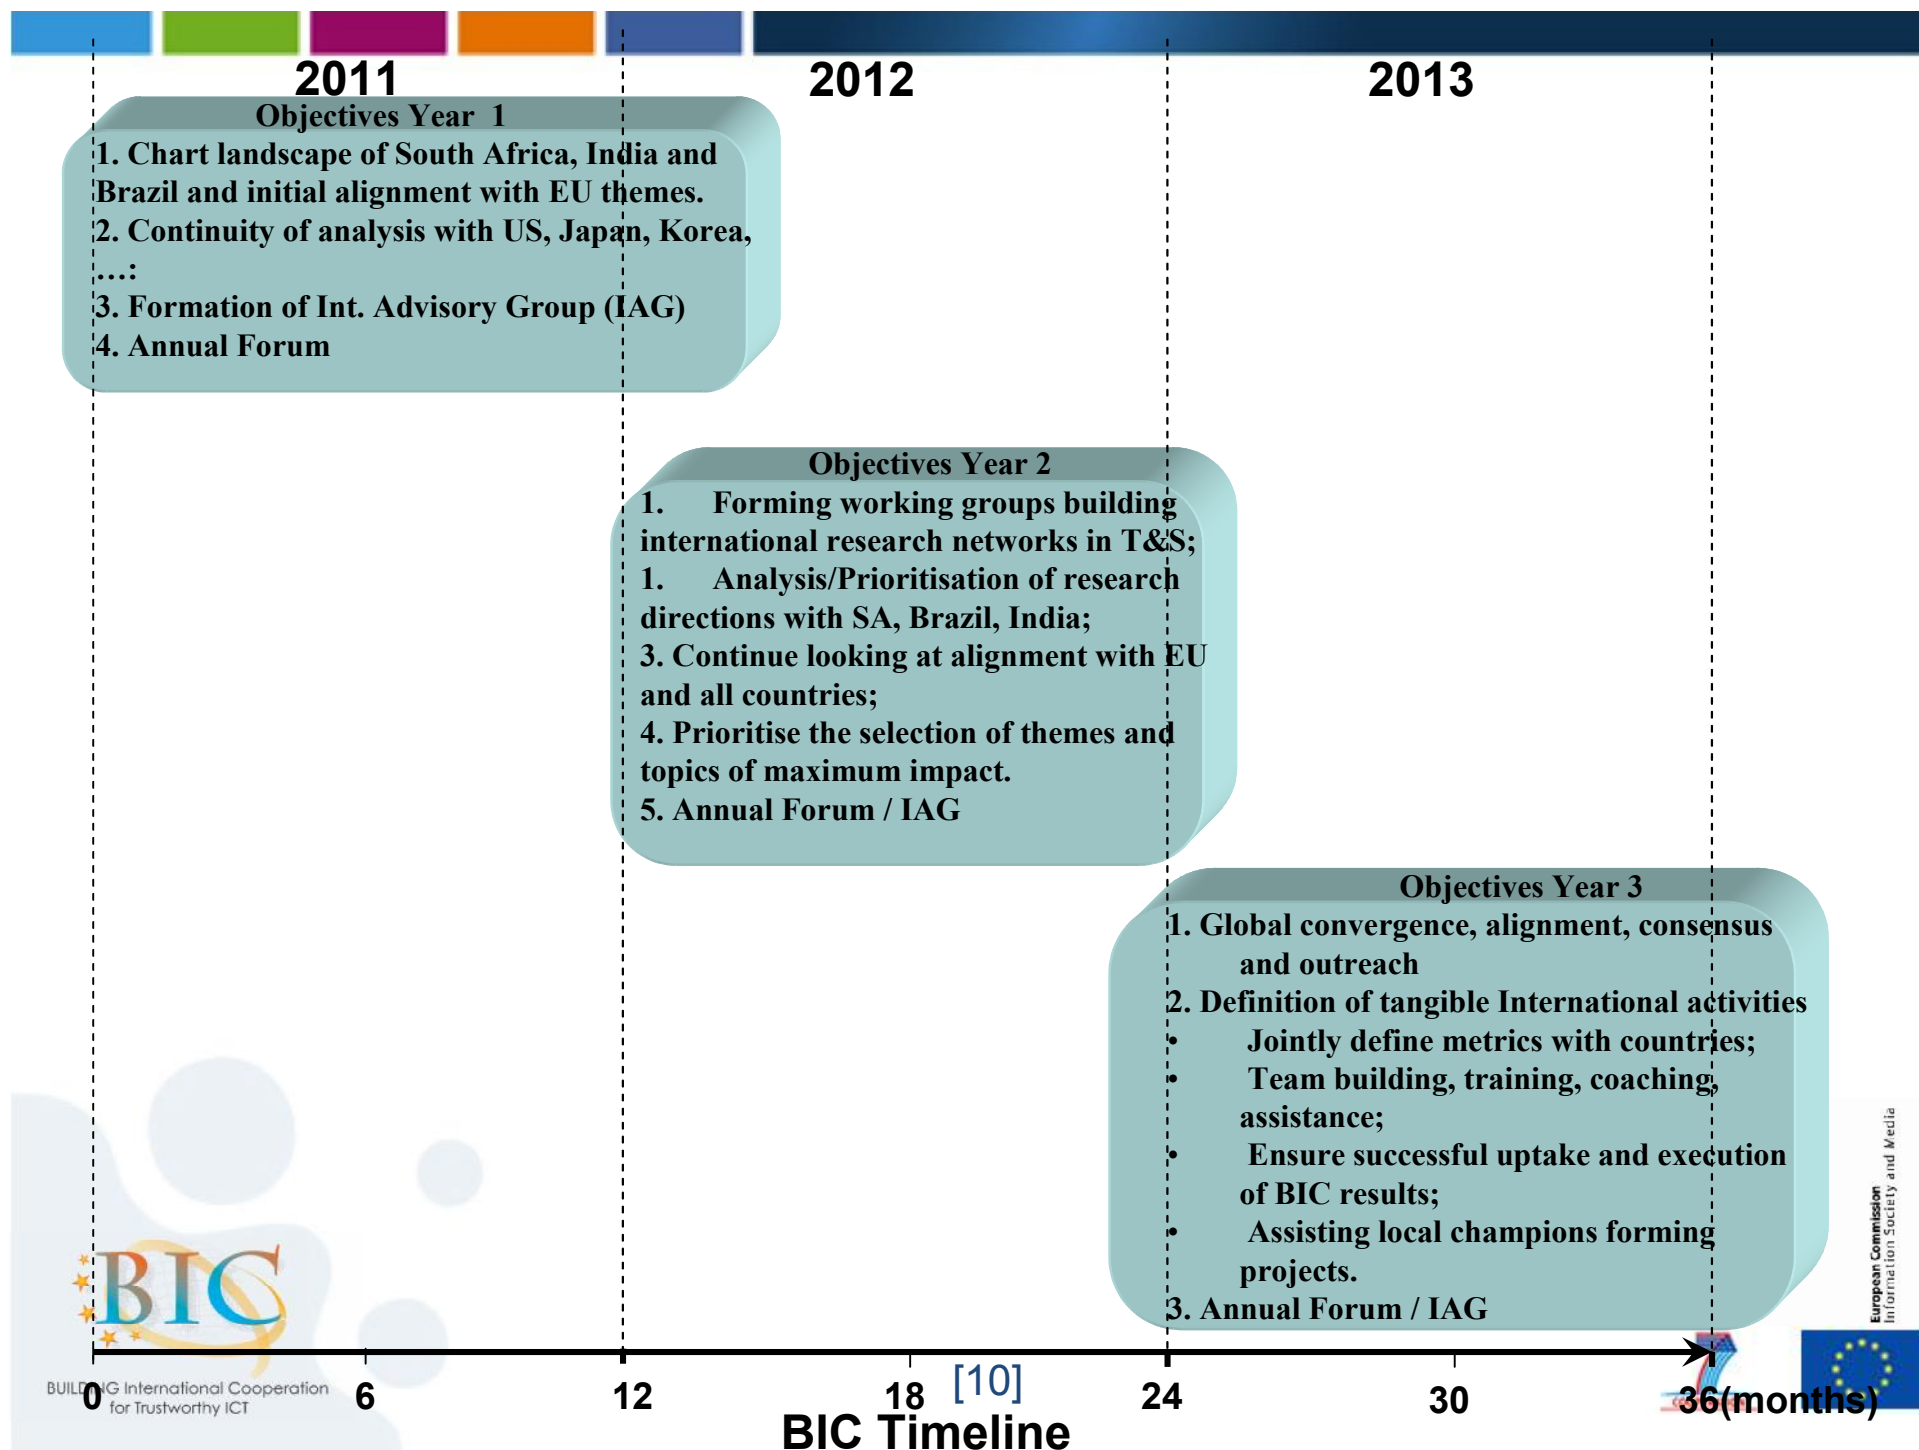 2011
2012
2013
Objectives Year 1
1. Chart landscape of South Africa, India and
Brazil and initial alignment with EU themes.
2. Continuity of analysis with US, Japan, Korea,
…:
3. Formation of Int. Advisory Group (IAG)
4. Annual Forum
Objectives Year 2
1. Forming working groups building
international research networks in T&S;
1. Analysis/Prioritisation of research
directions with SA, Brazil, India;
3. Continue looking at alignment with EU
and all countries;
4. Prioritise the selection of themes and
topics of maximum impact.
5. Annual Forum / IAG
Objectives Year 3
1. Global convergence, alignment, consensus
and outreach
2. Definition of tangible International activities
• Jointly define metrics with countries;
• Team building, training, coaching,
assistance;
• Ensure successful uptake and execution
of BIC results;
• Assisting local champions forming
projects.
3. Annual Forum / IAG
European Commission
Information Society and Media
BIC
BUILDING International Cooperation
for Trustworthy ICT
0
6
12
18
24
30
36(months)
[10]
BIC Timeline